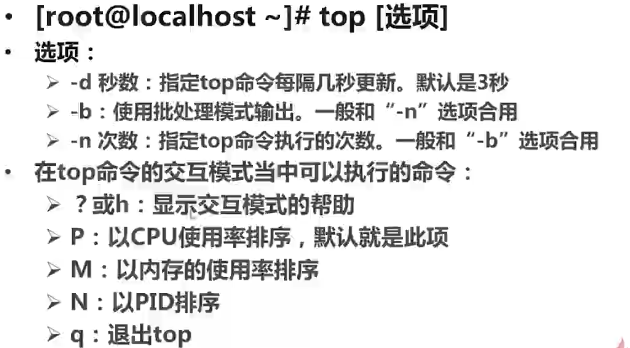 [root@localhost ~]# top [选项]
选项：
-d 秒数：指定top命令每隔几秒更新。默认是3秒
-b：使用批处理模式输出。一般和“-n”选项合用
-n 次数：指定top命令执行的次数。一般和“-b”选项合用
在top命令的交互模式当中可以执行的命令：
？或h：显示交互模式的帮助
P：以CPU使用率排序，默认就是此项
M：以内存的使用率排序
N：以PID排序
q：退出top